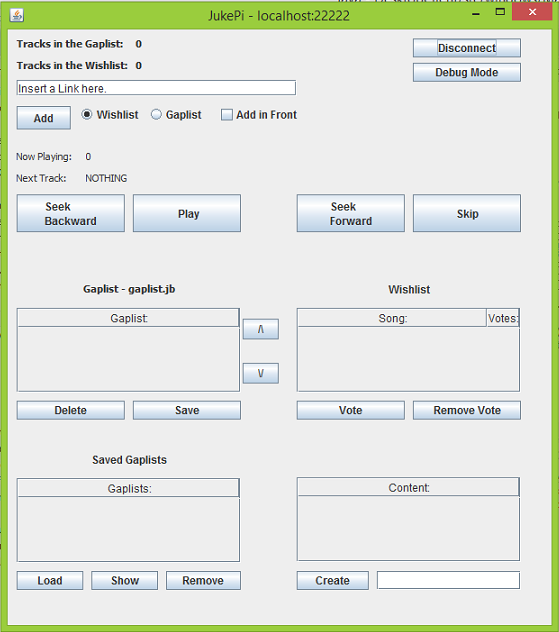 JukePi - localhost:22222
Tracks in the Gaplist: 0
Disconnect
Tracks in the Wishlist: 0
Debug Mode
Insert a Link here.
Add Wishlist Gaplist Add in Front
Now Playing: 0
Next Track: NOTHING
Seek Backward
Play
Seek Forward
Skip
Gaplist - gaplist.jb
Wishlist
Gaplist:
Song: Votes:
/\
\/
Delete Save Vote Remove Vote
Saved Gaplists
Gaplists:
Content:
Load Show Remove Create